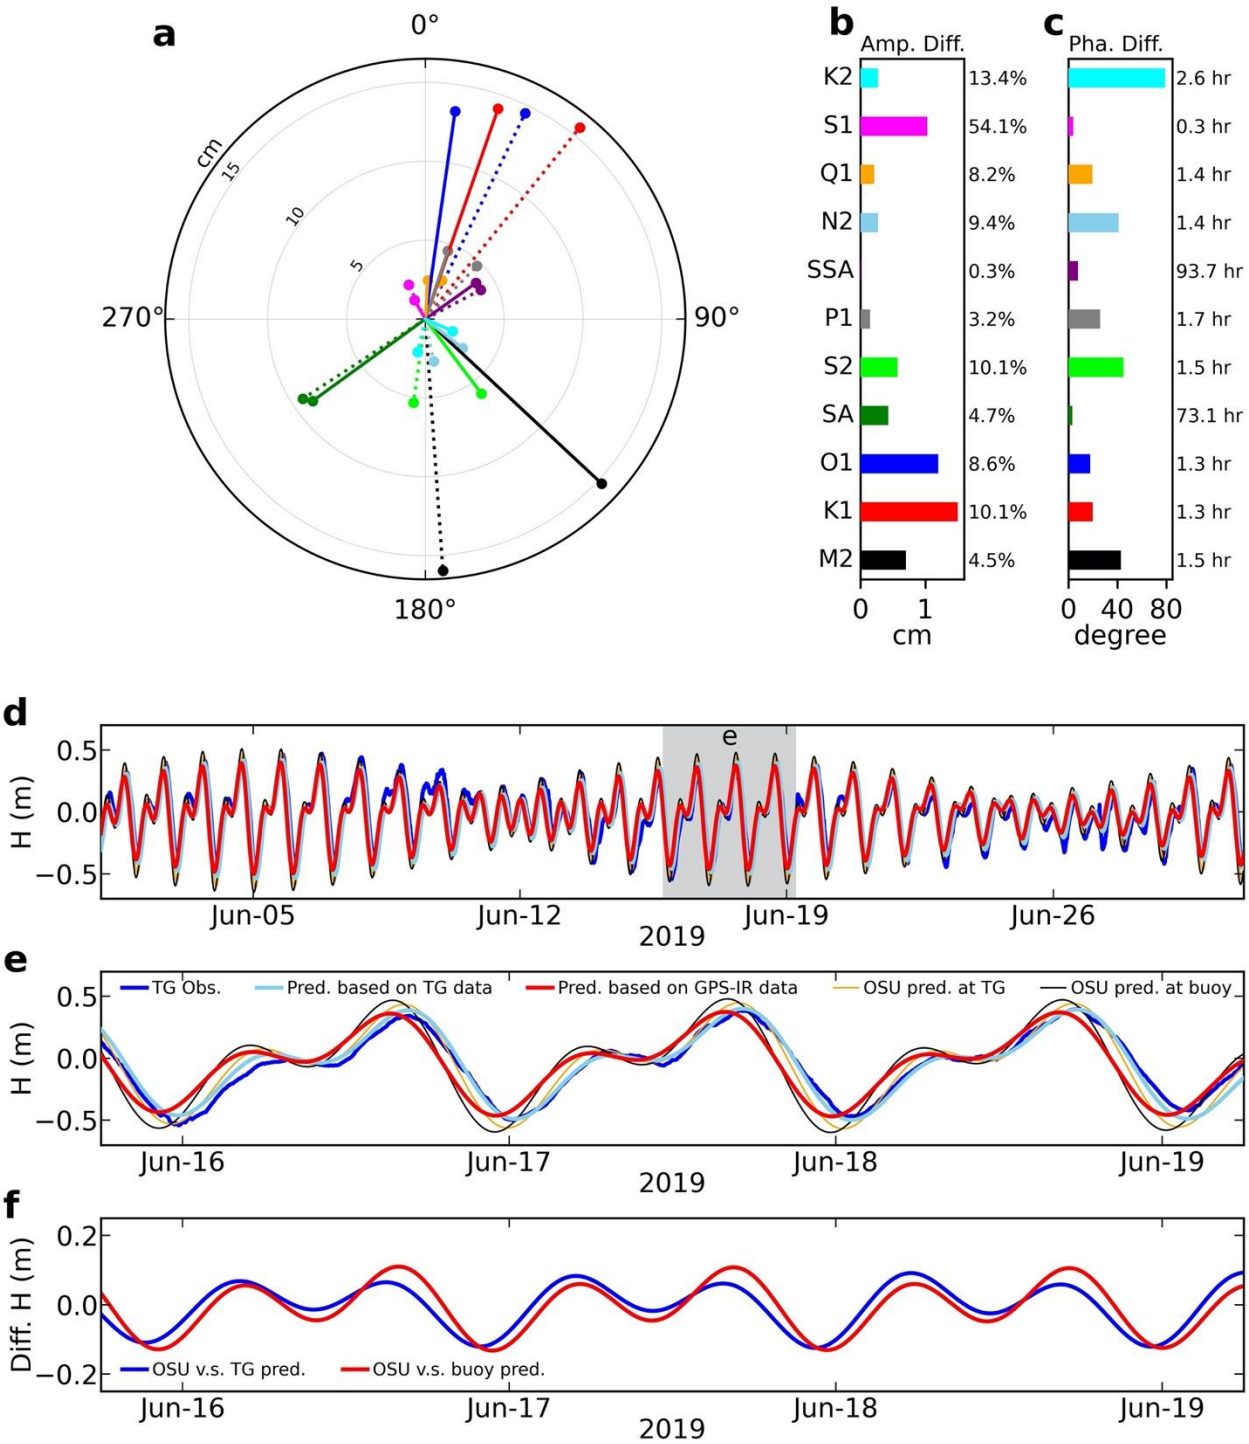 a
0°
90°
180°
270°
cm
15
10
5
b
Amp. Diff.
K2 13.4%
S1 54.1%
Q1 8.2%
N2 9.4%
SSA 0.3%
P1 3.2%
S2 10.1%
SA 4.7%
O1 8.6%
K1 10.1%
M2 4.5%
0 1
cm
c
Pha. Diff.
2.6 hr
0.3 hr
1.4 hr
1.4 hr
93.7 hr
1.7 hr
1.5 hr
73.1 hr
1.3 hr
1.3 hr
1.5 hr
0 40 80
degree
d
e
H (m)
0.5
0.0
−0.5
Jun-05 Jun-12 Jun-19 Jun-26
2019
e
TG Obs. Pred. based on TG data Pred. based on GPS-IR data OSU pred. at TG OSU pred. at buoy
H (m)
0.5
0.0
−0.5
Jun-16 Jun-17 Jun-18 Jun-19
2019
f
Diff. H (m)
0.2
0.0
−0.2
OSU v.s. TG pred. OSU v.s. buoy pred.
Jun-16 Jun-17 Jun-18 Jun-19
2019